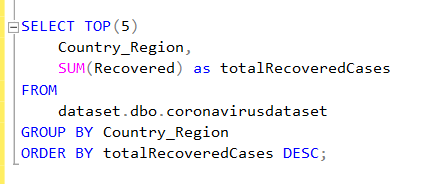 SELECT TOP(5)
Country_Region,
SUM(Recovered) as totalRecoveredCases
FROM
dataset.dbo.coronavirusdataset
GROUP BY Country_Region
ORDER BY totalRecoveredCases DESC;